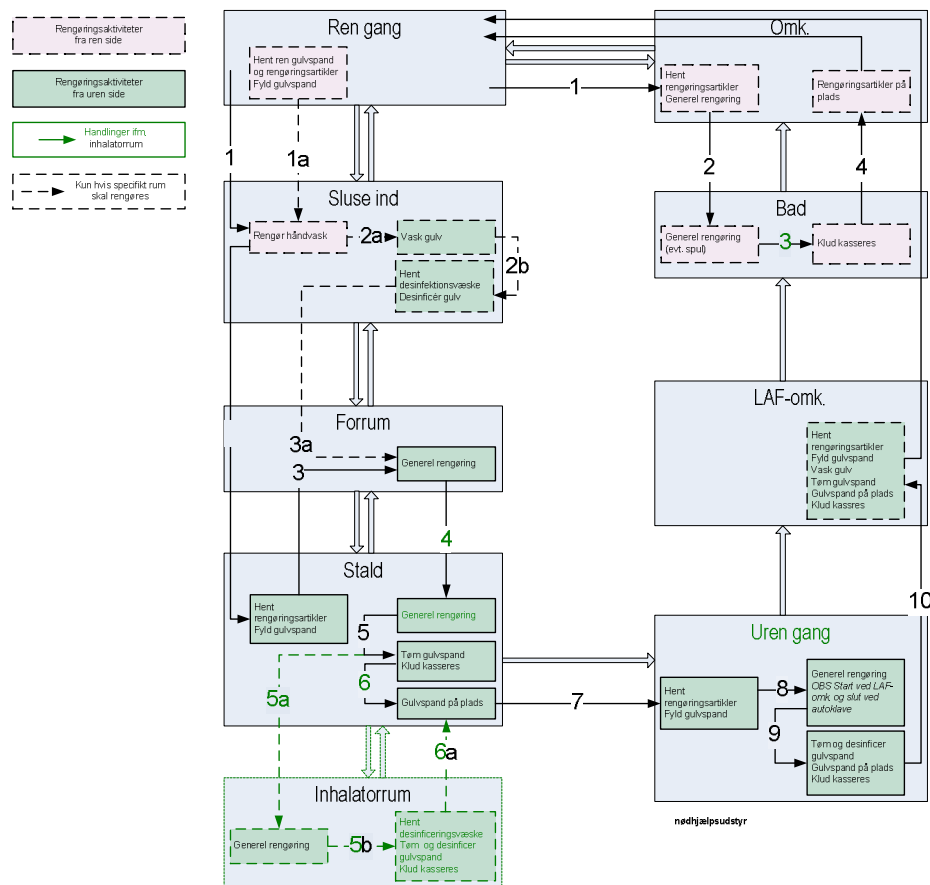 Rengøringsaktiviteter
fra ren side
Rengøringsaktiviteter
fra uren side
Handlinger ifm.
inhalatorrum
Kun hvis specifikt rum
skal rengøres
Ren gang
Hent ren gulvspand
og rengøringsartikler
Fyld gulvspand
1
1a
1
Omk.
Hent
rengøringsartikler
Generel rengøring
Rengøringsartikler på
plads
2
4
Sluse ind
Rengør håndvask
2a
Vask gulv
2b
Hent
desinfektionsvæske
Desinficér gulv
Bad
Generel rengøring
(evt. spul)
3
Klud kasseres
Forrum
3a
3
Generel rengøring
4
LAF-omk.
Hent
rengøringsartikler
Fyld gulvspand
Vask gulv
Tøm gulvspand
Gulvspand på plads
Klud kassres
10
Stald
Hent
rengøringsartikler
Fyld gulvspand
Generel rengøring
5
Tøm gulvspand
Klud kasseres
6
Gulvspand på plads
5a
6a
7
Uren gang
Hent
rengøringsartikler
Fyld gulvspand
8
Generel rengøring
OBS Start ved LAF-
omk. og slut ved
autoklave
9
Tøm og desinficer
gulvspand
Gulvspand på plads
Klud kasseres
Inhalatorrum
Generel rengøring
5b
Hent
desinficeringsvæske
Tøm og desinficer
gulvspand
Klud kasseres
nødhjælpsudstyr